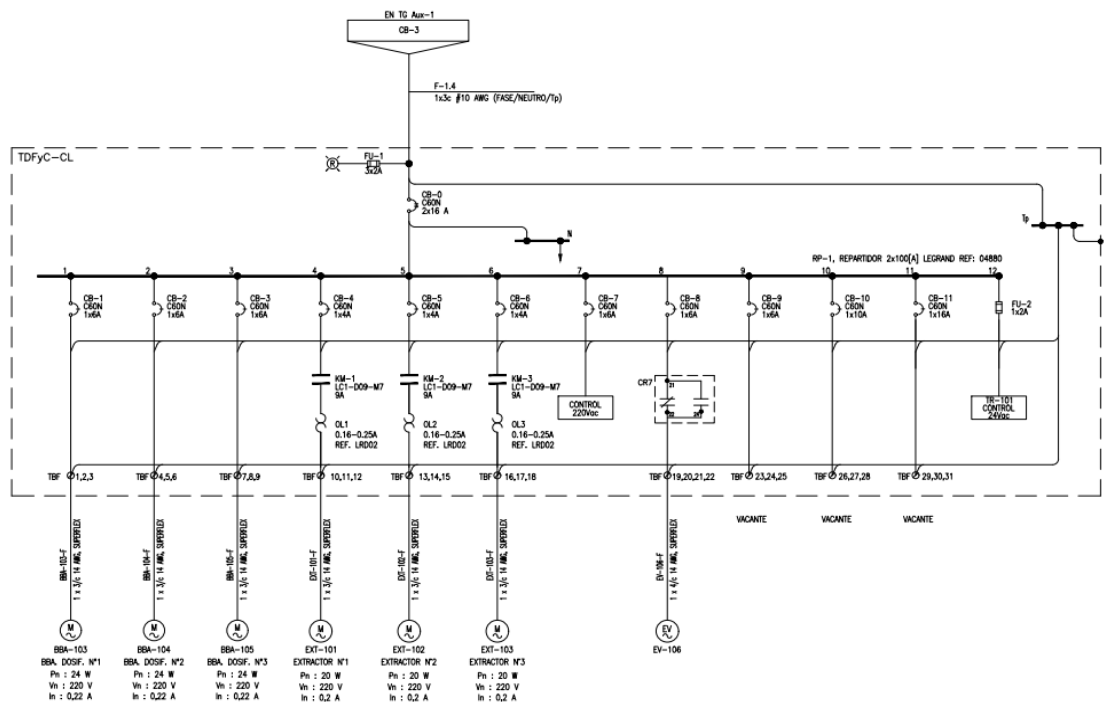 EN TG Aux-1
CB-3
F-1.4
1x3c #10 AWG (FASE/NEUTRO/Tp)
TDFyC-CL
R
FU-1
3x2A
CB-0
C60N
2x16 A
N
Tp
RP-1, REPARTIDOR 2x100[A] LEGRAND REF: 04880
1 2 3 4 5 6 7 8 9 10 11 12
CB-1
C60N
1x6A
CB-2
C60N
1x6A
CB-3
C60N
1x6A
CB-4
C60N
1x4A
CB-5
C60N
1x4A
CB-6
C60N
1x4A
CB-7
C60N
1x6A
CB-8
C60N
1x6A
CB-9
C60N
1x6A
CB-10
C60N
1x10A
CB-11
C60N
1x16A
FU-2
1x2A
KM-1
LC1-D09-M7
9A
KM-2
LC1-D09-M7
9A
KM-3
LC1-D09-M7
9A
OL1
0.16-0.25A
REF. LRD02
OL2
0.16-0.25A
REF. LRD02
OL3
0.16-0.25A
REF. LRD02
CONTROL
220Vac
CR7
TR-101
CONTROL
24Vac
TBF 1,2,3
TBF 4,5,6
TBF 7,8,9
TBF 10,11,12
TBF 13,14,15
TBF 16,17,18
TBF 19,20,21,22
TBF 23,24,25
TBF 26,27,28
TBF 29,30,31
VACANTE
VACANTE
VACANTE
BBA-103-F
1 x 3/c 14 AWG, SUPERFLEX
BBA-104-F
1 x 3/c 14 AWG, SUPERFLEX
BBA-105-F
1 x 3/c 14 AWG, SUPERFLEX
EXT-101-F
1 x 3/c 14 AWG, SUPERFLEX
EXT-102-F
1 x 3/c 14 AWG, SUPERFLEX
EXT-103-F
1 x 3/c 14 AWG, SUPERFLEX
EV-106-F
1 x 4/c 14 AWG, SUPERFLEX
M
BBA-103
BBA. DOSIF. N°1
Pn : 24 W
Vn : 220 V
In : 0,22 A
M
BBA-104
BBA. DOSIF. N°2
Pn : 24 W
Vn : 220 V
In : 0,22 A
M
BBA-105
BBA. DOSIF. N°3
Pn : 24 W
Vn : 220 V
In : 0,22 A
M
EXT-101
EXTRACTOR N°1
Pn : 20 W
Vn : 220 V
In : 0,2 A
M
EXT-102
EXTRACTOR N°2
Pn : 20 W
Vn : 220 V
In : 0,2 A
M
EXT-103
EXTRACTOR N°3
Pn : 20 W
Vn : 220 V
In : 0,2 A
EV
EV-106